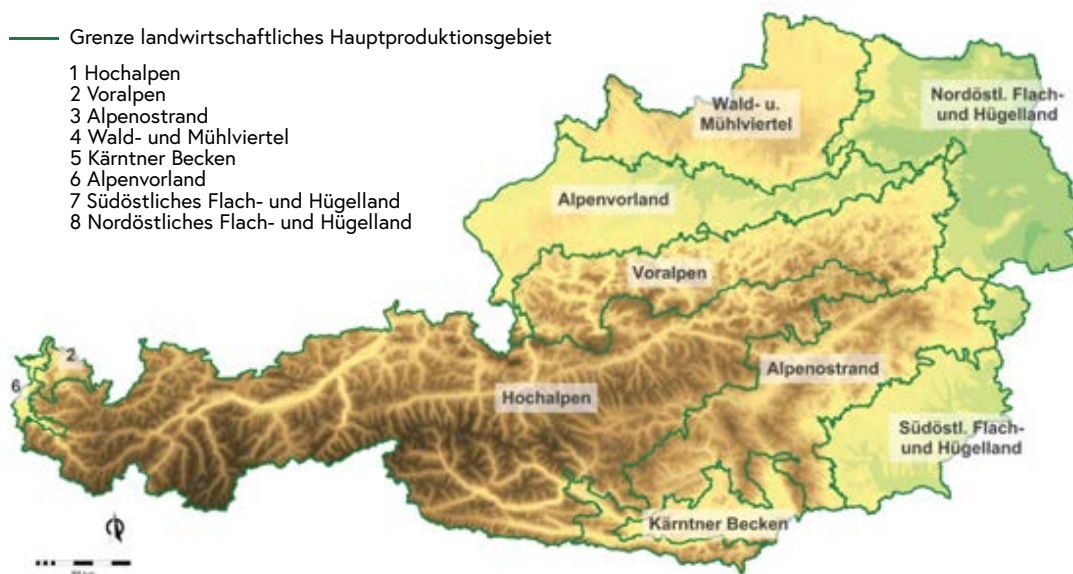 Grenze landwirtschaftliches Hauptproduktionsgebiet
1 Hochalpen
2 Voralpen
3 Alpenostrand
4 Wald- und Mühlviertel
5 Kärntner Becken
6 Alpenvorland
7 Südöstliches Flach- und Hügelland
8 Nordöstliches Flach- und Hügelland
Wald- u.
Mühlviertel
Nordöstl. Flach-
und Hügelland
Alpenvorland
Voralpen
2
6
Alpenostrand
Hochalpen
Südöstl. Flach-
und Hügelland
Kärntner Becken